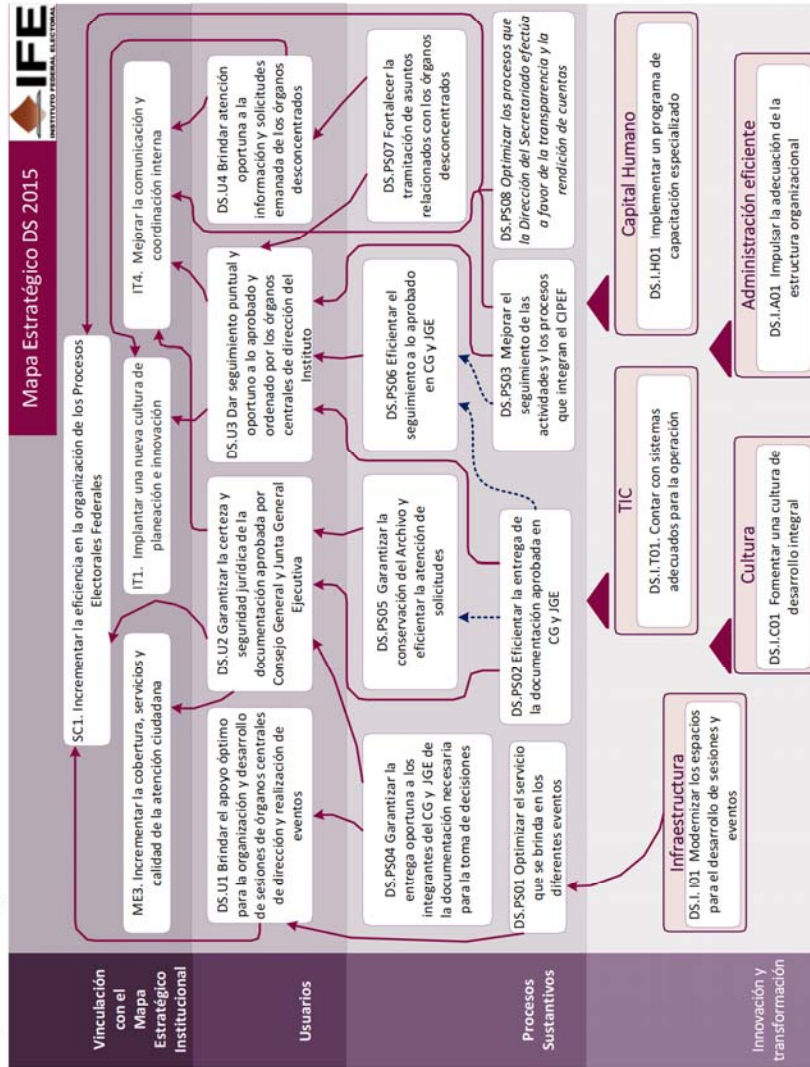 Mapa Estratégico DS 2015
IFE
INSTITUTO FEDERAL ELECTORAL
Vinculación
con el
Mapa
Estratégico
Institucional
SC1. Incrementar la eficiencia en la organización de los Procesos
Electorales Federales
ME3. Incrementar la cobertura, servicios y
calidad de la atención ciudadana
IT1. Implantar una nueva cultura de
planeación e innovación
IT4. Mejorar la comunicación y
coordinación interna
Usuarios
DS.U1 Brindar el apoyo óptimo
para la organización y desarrollo
de sesiones de órganos centrales
de dirección y realización de
eventos
DS.U2 Garantizar la certeza y
seguridad jurídica de la
documentación aprobada por
Consejo General y Junta General
Ejecutiva
DS.U3 Dar seguimiento puntual y
oportuno a lo aprobado y
ordenado por los órganos
centrales de dirección del
Instituto
DS.U4 Brindar atención
oportuna a la
información y solicitudes
emanada de los órganos
desconcentrados
Procesos
Sustantivos
DS.PS04 Garantizar la
entrega oportuna a los
integrantes del CG y JGE de
la documentación necesaria
para la toma de decisiones
DS.PS05 Garantizar la
conservación del Archivo y
eficientar la atención de
solicitudes
DS.PS06 Eficientar el
seguimiento a lo aprobado
en CG y JGE
DS.PS07 Fortalecer la
tramitación de asuntos
relacionados con los órganos
desconcentrados
DS.PS01 Optimizar el servicio
que se brinda en los
diferentes eventos
DS.PS02 Eficientar la entrega de
la documentación aprobada en
CG y JGE
DS.PS03 Mejorar el
seguimiento de las
actividades y los procesos
que integran el CIPEF
DS.PS08 Optimizar los procesos que
la Dirección del Secretariado efectúa
a favor de la transparencia y la
rendición de cuentas
Innovación y
transformación
Infraestructura
DS.I. I01 Modernizar los espacios
para el desarrollo de sesiones y
eventos
TIC
DS.I.T01. Contar con sistemas
adecuados para la operación
Capital Humano
DS.I.H01 Implementar un programa de
capacitación especializado
Cultura
DS.I.C01 Fomentar una cultura de
desarrollo integral
Administración eficiente
DS.I.A01 Impulsar la adecuación de la
estructura organizacional